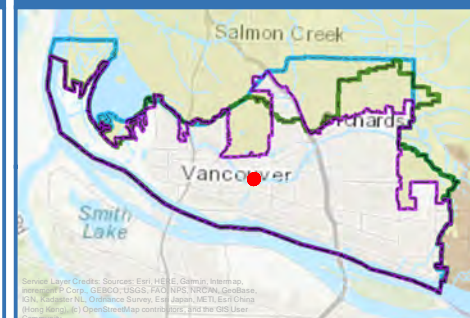 Salmon Creek
rchards
Vancouver
Smith
Lake
Service Layer Credits: Sources: Esri, HERE, Garmin, Intermap,
increment P Corp., GEBCO, USGS, FAO, NPS, NRCAN, GeoBase,
IGN, Kadaster NL, Ordnance Survey, Esri Japan, METI, Esri China
(Hong Kong), (c) OpenStreetMap contributors, and the GIS User